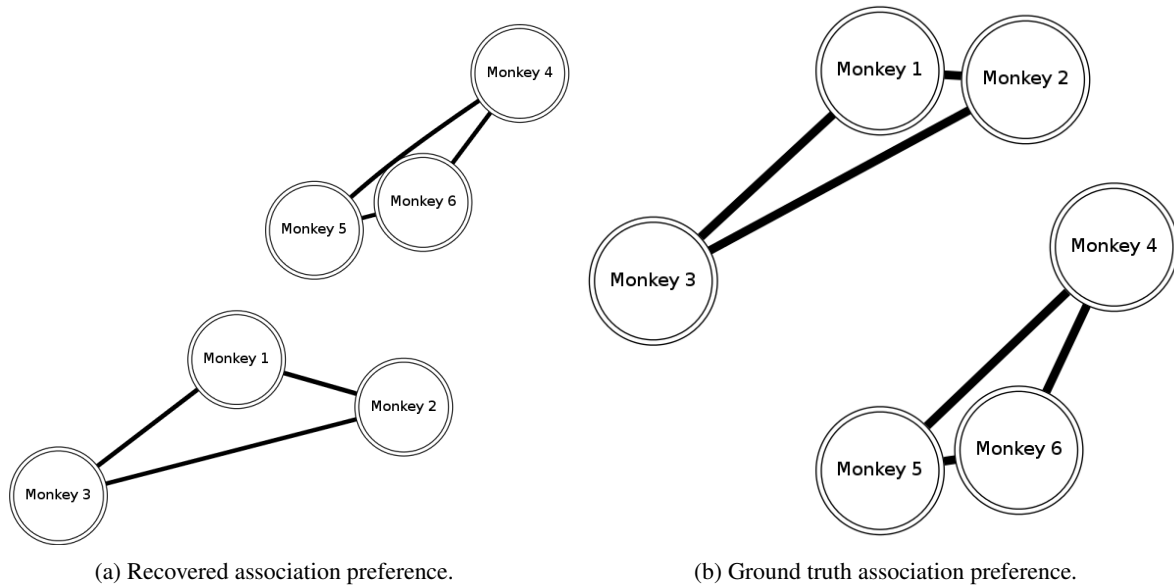 Monkey 4
Monkey 6
Monkey 5
Monkey 1
Monkey 2
Monkey 3
(a) Recovered association preference.
Monkey 1
Monkey 2
Monkey 3
Monkey 4
Monkey 6
Monkey 5
(b) Ground truth association preference.